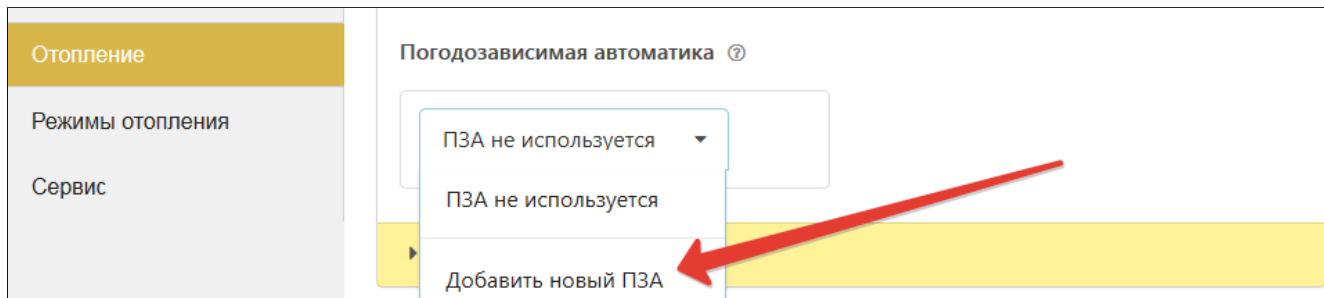 Отопление
Режимы отопления
Сервис
Погодозависимая автоматика ?
ПЗА не используется
ПЗА не используется
Добавить новый ПЗА